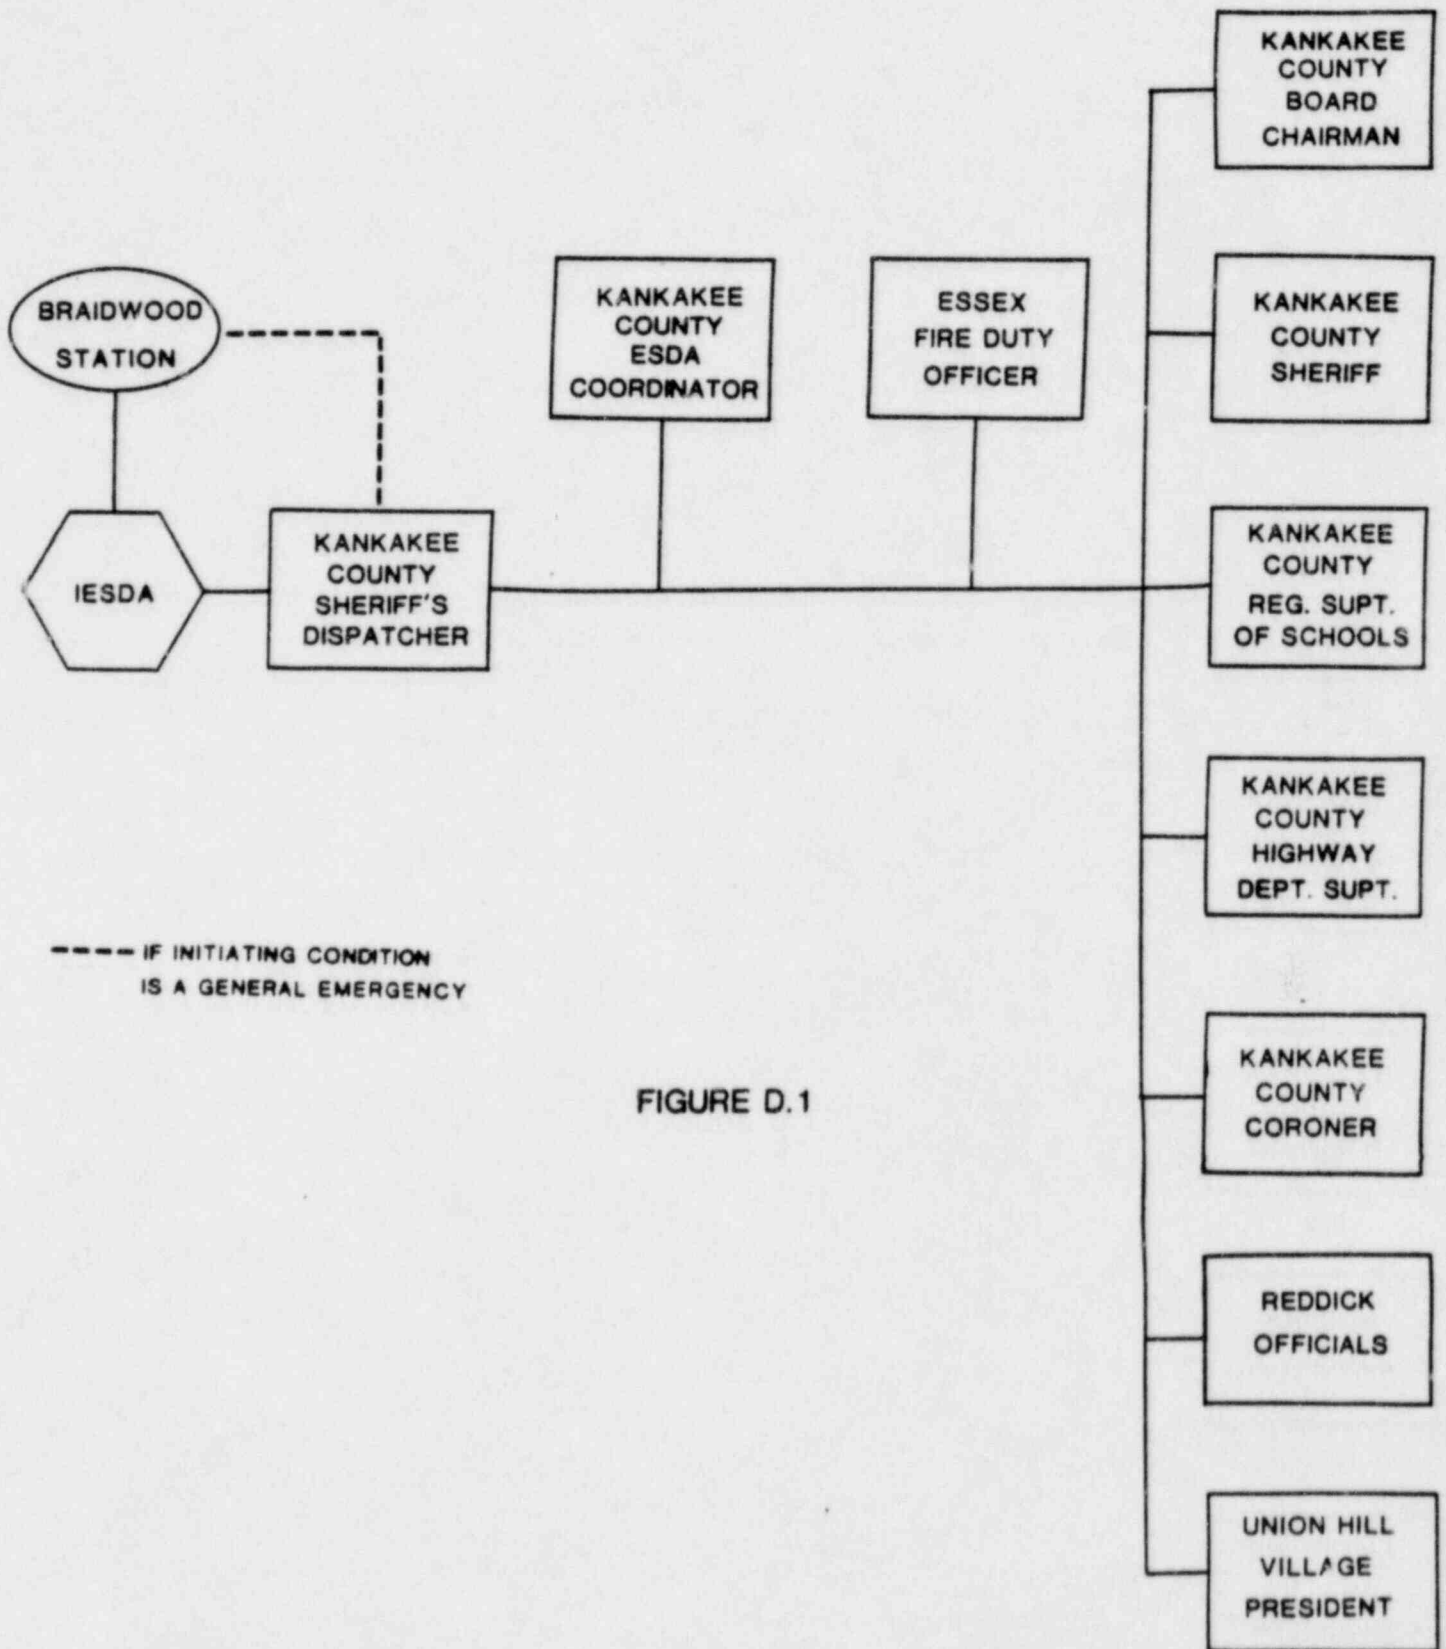 KANKAKEE
COUNTY
BOARD
CHAIRMAN
BRAIDWOOD
STATION
KANKAKEE
COUNTY
ESDA
COORDINATOR
ESSEX
FIRE DUTY
OFFICER
KANKAKEE
COUNTY
SHERIFF
IESDA
KANKAKEE
COUNTY
SHERIFF'S
DISPATCHER
KANKAKEE
COUNTY
REG. SUPT.
OF SCHOOLS
KANKAKEE
COUNTY
HIGHWAY
DEPT. SUPT.
IF INITIATING CONDITION
IS A GENERAL EMERGENCY
KANKAKEE
COUNTY
CORONER
FIGURE D.1
REDDICK
OFFICIALS
UNION HILL
VILLAGE
PRESIDENT